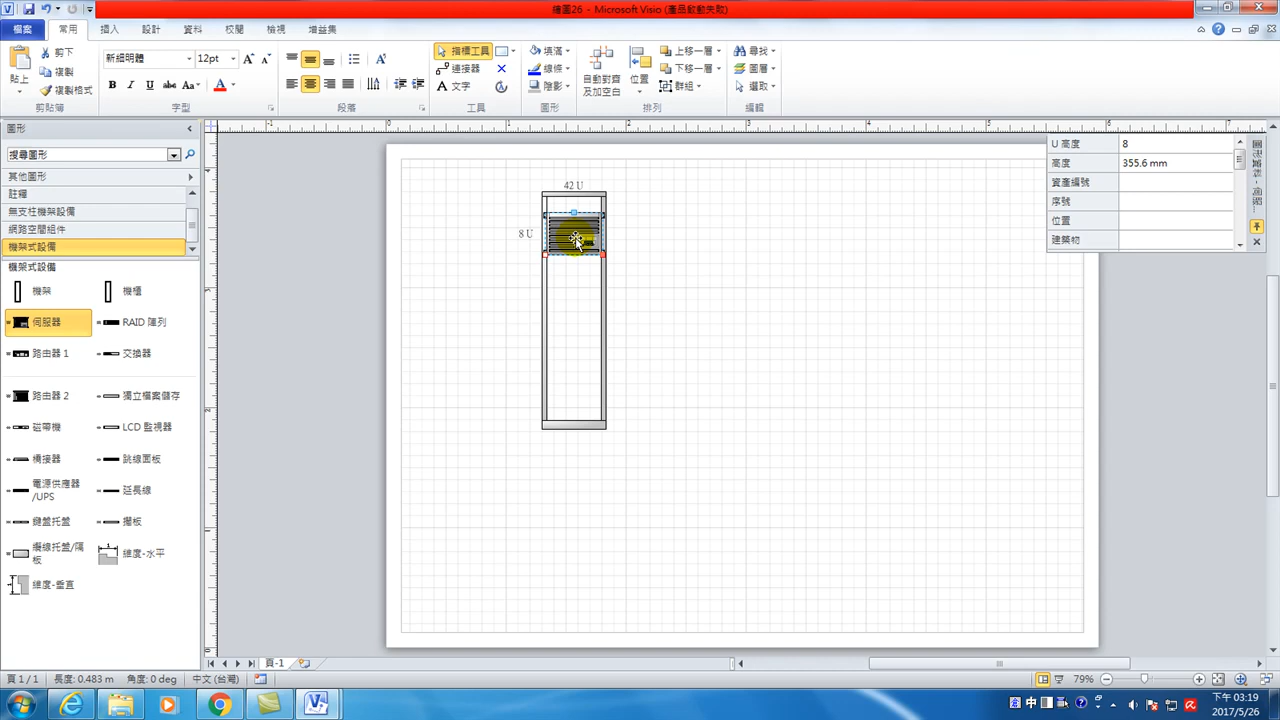 繪圖26 - Microsoft Visio (產品啟動失敗)
檔案 常用 插入 設計 資料 校閱 檢視 增益集
貼上 剪下 複製 複製格式
新細明體 12pt
指標工具 連接器 文字
填滿 線條 陰影
自動對齊及加空白 位置 上移一層 下移一層 群組
尋找 圖層 選取
剪貼簿 字型 段落 工具 圖形 排列 編輯
圖形
搜尋圖形
其他圖形
註釋
無支柱機架設備
網路空間組件
機架式設備
機架式設備
機架 機櫃
伺服器 RAID 陣列
路由器 1 交換器
路由器 2 獨立檔案儲存
磁帶機 LCD 監視器
橋接器 跳線面板
電源供應器/UPS 延長線
鍵盤托盤 擱板
纜線托盤/隔板 維度-水平
維度-垂直
42 U
8 U
U 高度 8
高度 355.6 mm
資產編號
序號
位置
建築物
頁-1
頁 1 / 1 長度: 0.483 m 角度: 0 deg 中文 (台灣) 79%
中
下午 03:19
2017/5/26